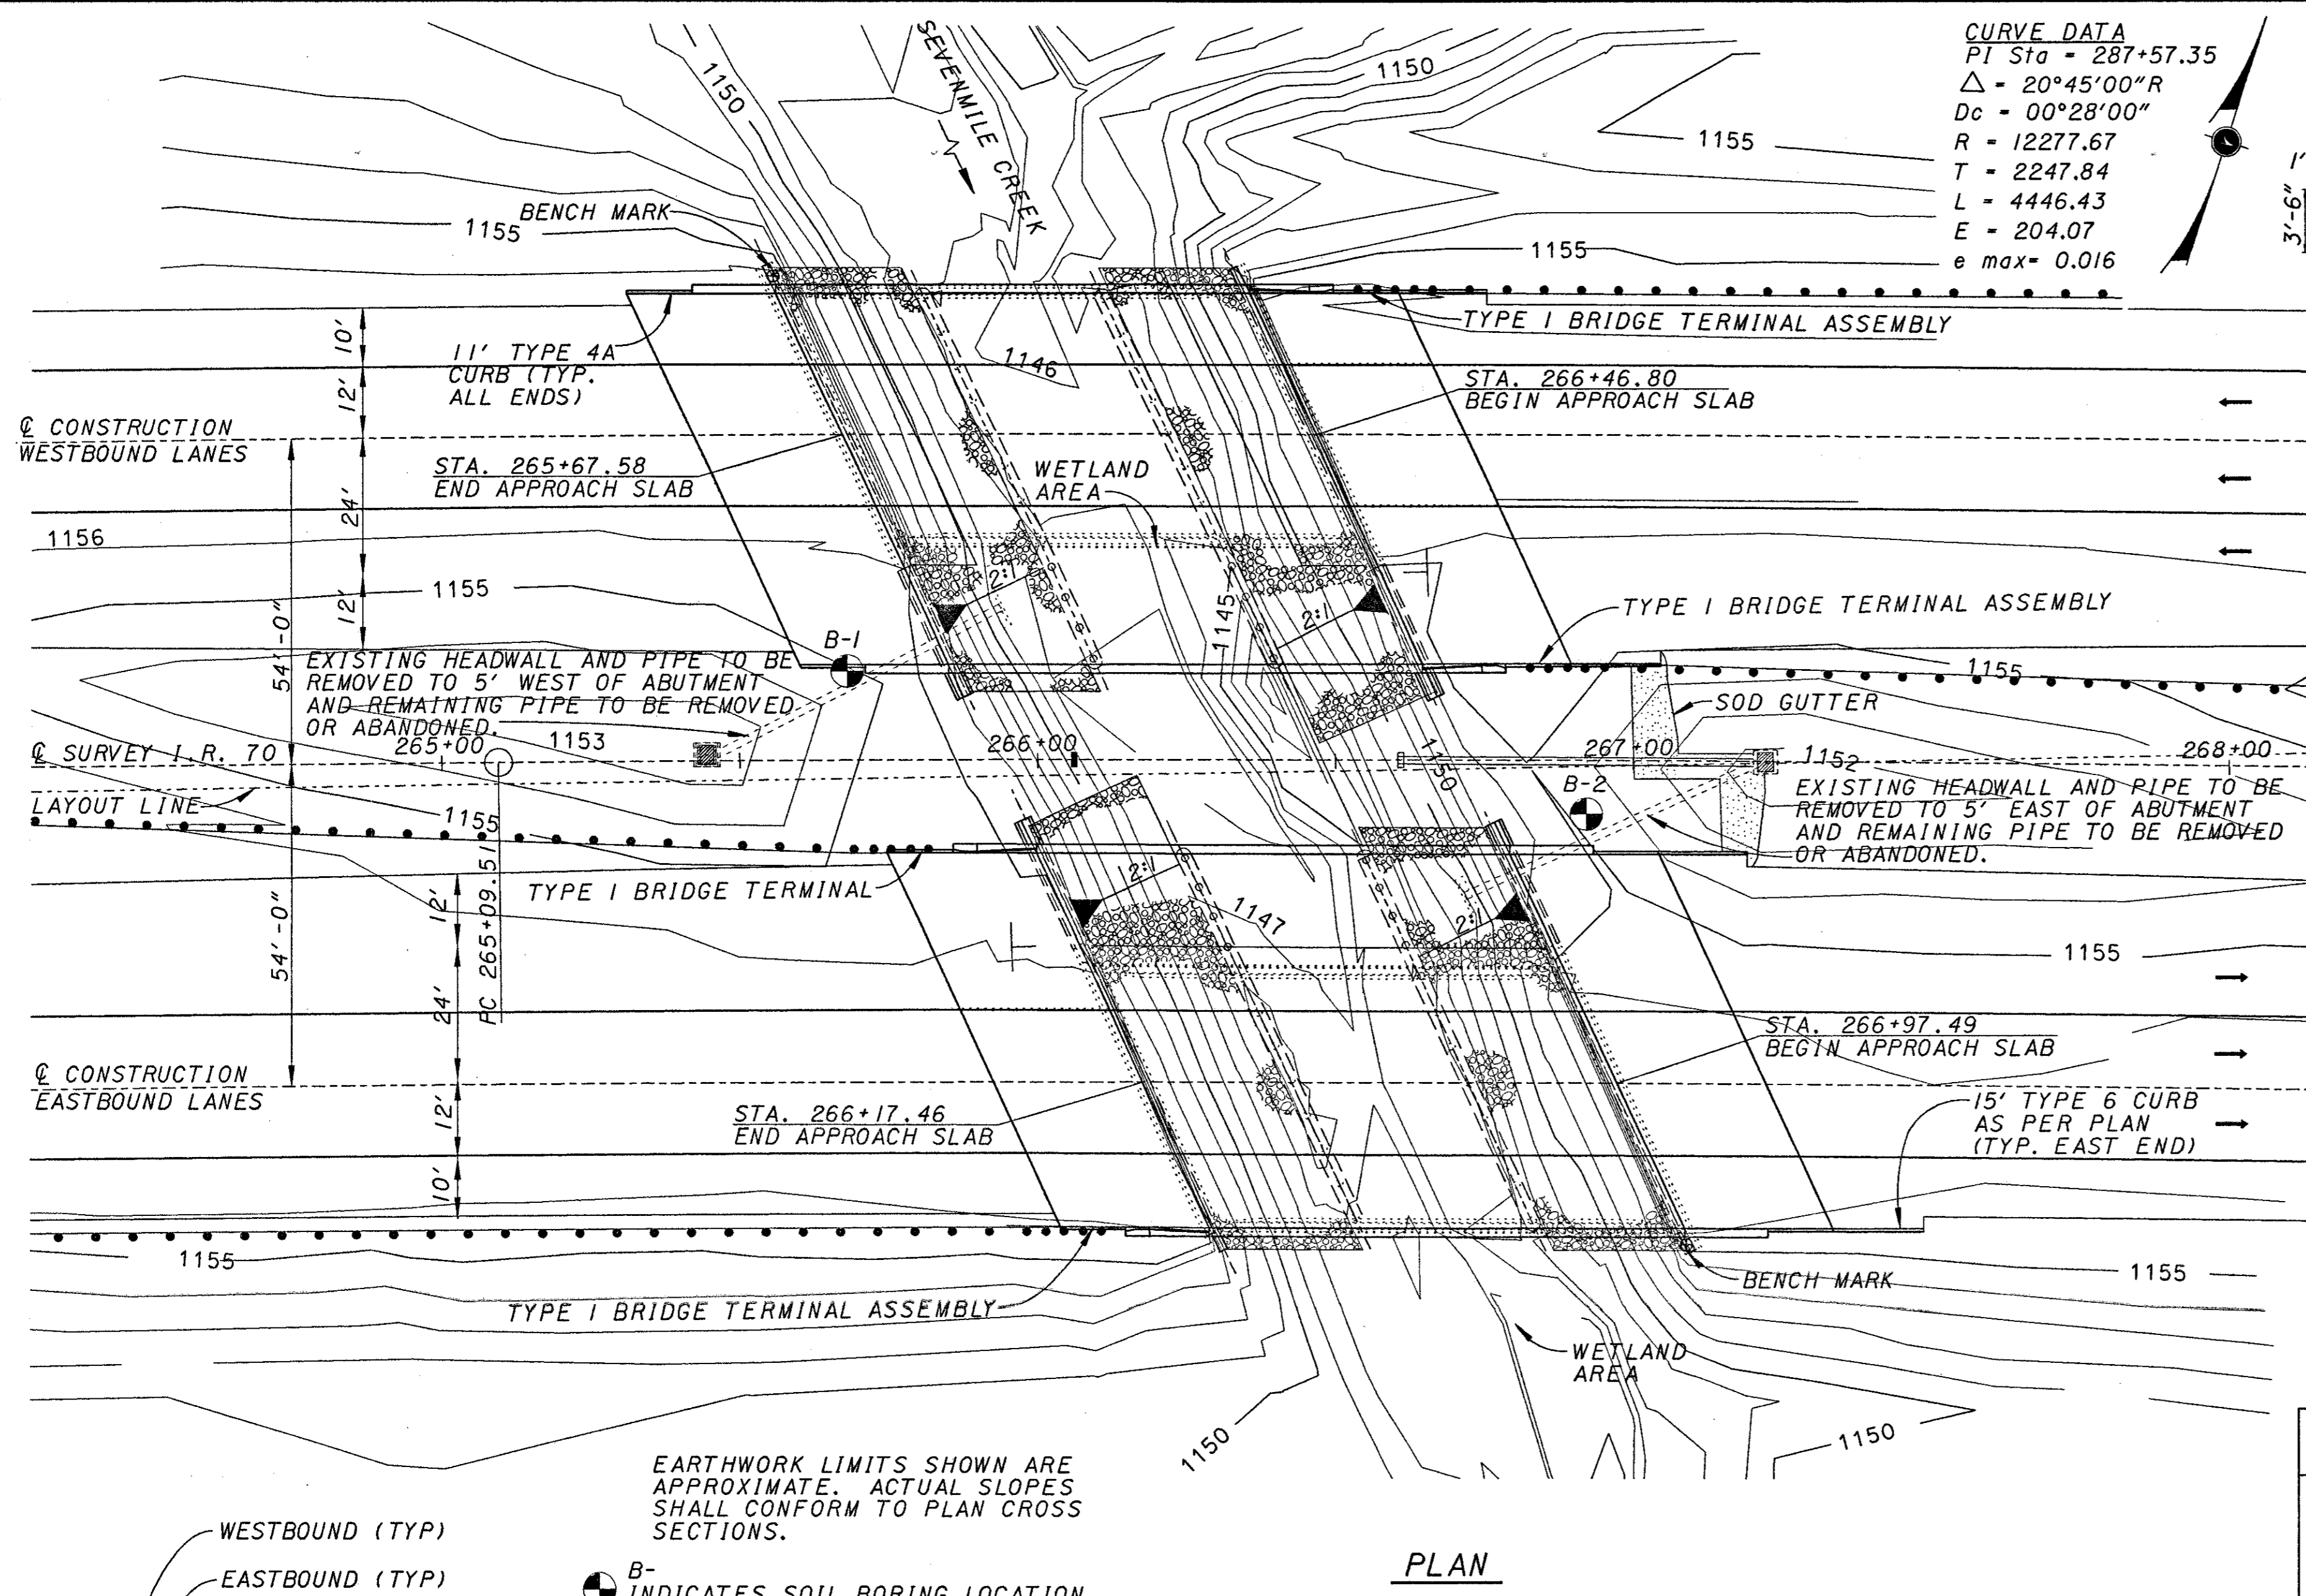 CURVE DATA
PI Sta = 287+57.35
△ = 20°45'00"R
Dc = 00°28'00"
R = 12277.67
T = 2247.84
L = 4446.43
E = 204.07
e max= 0.016
3'-6"
1'
SEVENMILE CREEK
1150
1150
1155
BENCH MARK
1155
1155
TYPE 1 BRIDGE TERMINAL ASSEMBLY
10'
11' TYPE 4A
CURB (TYP.
ALL ENDS)
1146
12'
STA. 266+46.80
BEGIN APPROACH SLAB
℄ CONSTRUCTION
WESTBOUND LANES
STA. 265+67.58
END APPROACH SLAB
WETLAND
AREA
24'
1156
2:1
1155
12'
54'-0"
1145
2:1
TYPE 1 BRIDGE TERMINAL ASSEMBLY
B-1
EXISTING HEADWALL AND PIPE TO BE
REMOVED TO 5' WEST OF ABUTMENT
AND REMAINING PIPE TO BE REMOVED
OR ABANDONED.
1155
SOD GUTTER
℄ SURVEY I.R. 70
265+00
1153
266+00
1150
267+00
1152
268+00
B-2
EXISTING HEADWALL AND PIPE TO BE
REMOVED TO 5' EAST OF ABUTMENT
AND REMAINING PIPE TO BE REMOVED
OR ABANDONED.
LAYOUT LINE
1155
TYPE 1 BRIDGE TERMINAL
2:1
12'
PC 265+09.51
54'-0"
1147
2:1
1155
24'
STA. 266+97.49
BEGIN APPROACH SLAB
℄ CONSTRUCTION
EASTBOUND LANES
STA. 266+17.46
END APPROACH SLAB
12'
15' TYPE 6 CURB
AS PER PLAN
(TYP. EAST END)
10'
1155
TYPE 1 BRIDGE TERMINAL ASSEMBLY
BENCH MARK
1155
WETLAND
AREA
1150
1150
EARTHWORK LIMITS SHOWN ARE
APPROXIMATE. ACTUAL SLOPES
SHALL CONFORM TO PLAN CROSS
SECTIONS.
WESTBOUND (TYP)
EASTBOUND (TYP)
B-
INDICATES SOIL BORING LOCATION
PLAN